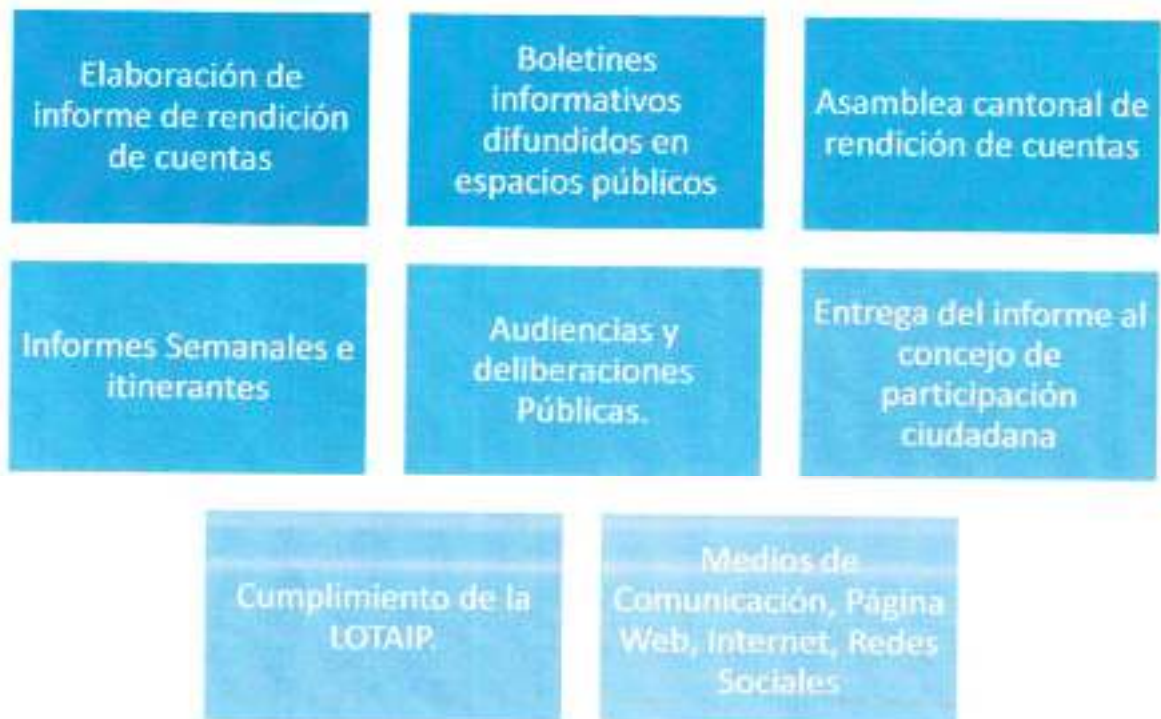 Elaboración de
informe de rendición
de cuentas
Boletines
informativos
difundidos en
espacios públicos
Asamblea cantonal de
rendición de cuentas
Informes Semanales e
itinerantes
Audiencias y
deliberaciones
Públicas.
Entrega del informe al
concejo de
participación
ciudadana
Cumplimiento de la
LOTAIP.
Medios de
Comunicación, Página
Web, Internet, Redes
Sociales